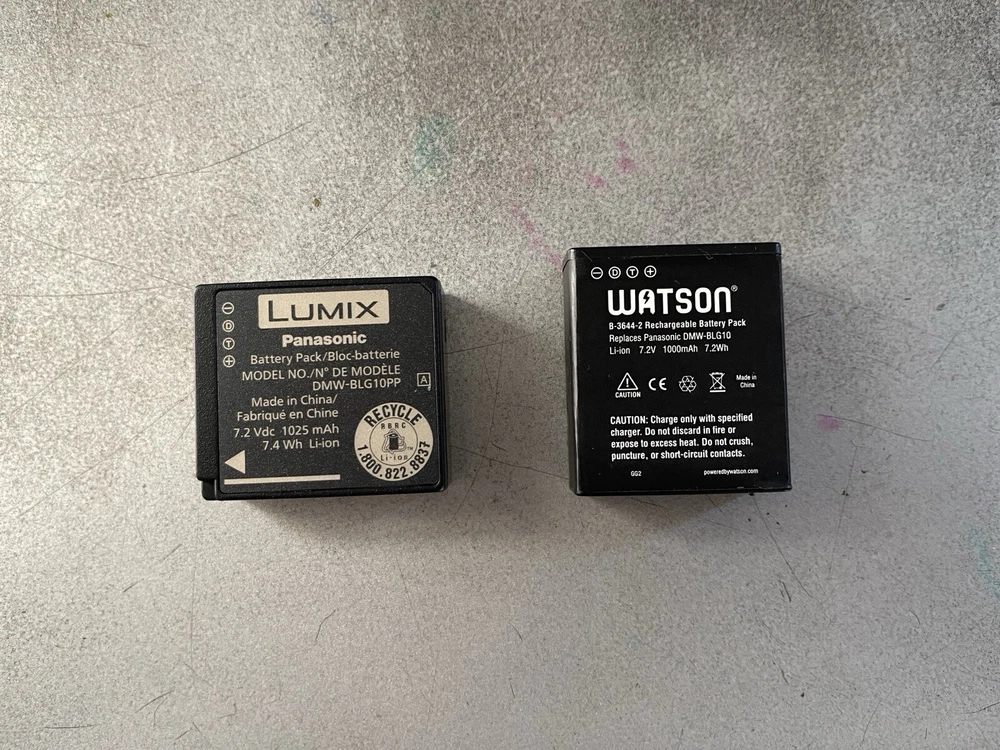 − D T +
LUMIX
Panasonic
Battery Pack/Bloc-batterie
MODEL NO./N° DE MODÈLE
DMW-BLG10PP
A
Made in China/
Fabriqué en Chine
7.2 Vdc 1025 mAh
7.4 Wh Li-ion
RECYCLE
RBRC
Li-ion
TM
1.800.822.8837
− D T +
WATSON®
B-3644-2 Rechargeable Battery Pack
Replaces Panasonic DMW-BLG10
Li-ion 7.2V 1000mAh 7.2Wh
CAUTION
CE
Made in
China
CAUTION: Charge only with specified
charger. Do not discard in fire or
expose to excess heat. Do not crush,
puncture, or short-circuit contacts.
GG2
poweredbywatson.com